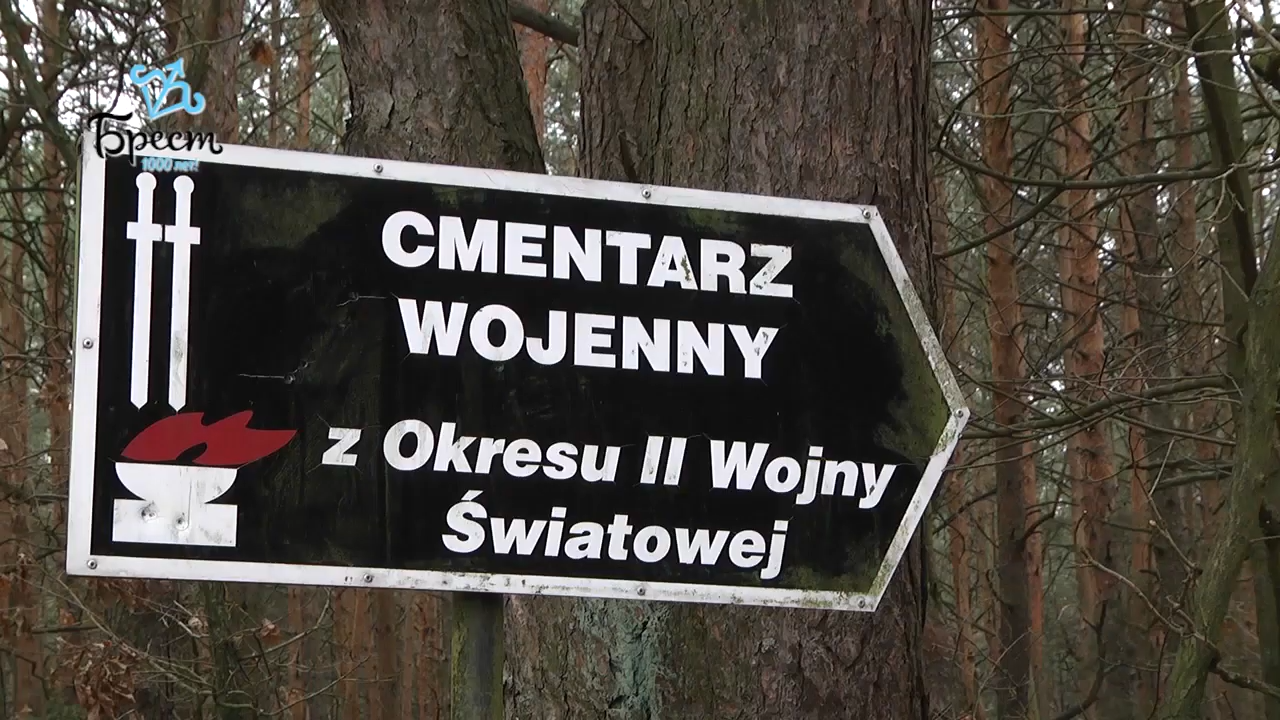 Брест
1000 лет!
CMENTARZ
WOJENNY
z Okresu II Wojny
Światowej